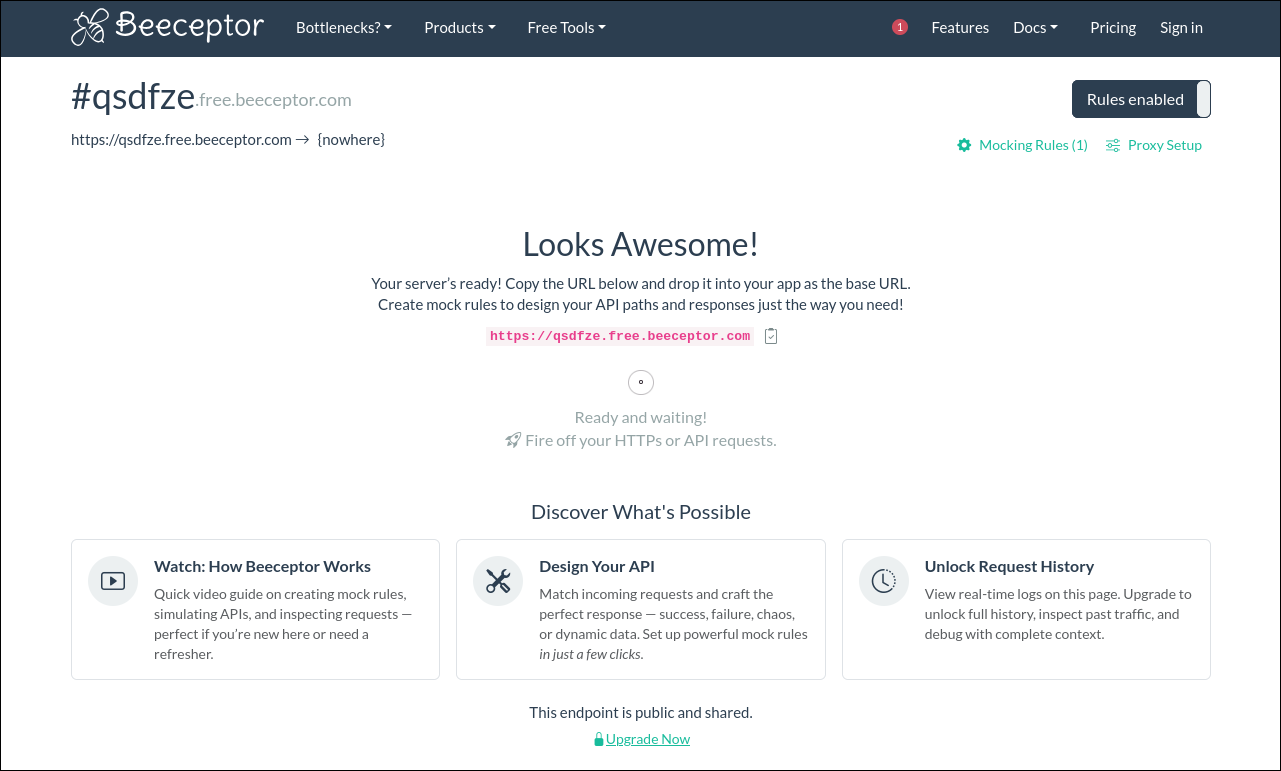 Beeceptor Bottlenecks? Products Free Tools 1 Features Docs Pricing Sign in
#qsdfze.free.beeceptor.com Rules enabled
https://qsdfze.free.beeceptor.com → {nowhere} Mocking Rules (1) Proxy Setup
Looks Awesome!
Your server’s ready! Copy the URL below and drop it into your app as the base URL.
Create mock rules to design your API paths and responses just the way you need!
https://qsdfze.free.beeceptor.com
Ready and waiting!
Fire off your HTTPs or API requests.
Discover What's Possible
Watch: How Beeceptor Works
Quick video guide on creating mock rules,
simulating APIs, and inspecting requests —
perfect if you’re new here or need a
refresher.
Design Your API
Match incoming requests and craft the
perfect response — success, failure, chaos,
or dynamic data. Set up powerful mock rules
in just a few clicks.
Unlock Request History
View real-time logs on this page. Upgrade to
unlock full history, inspect past traffic, and
debug with complete context.
This endpoint is public and shared.
Upgrade Now